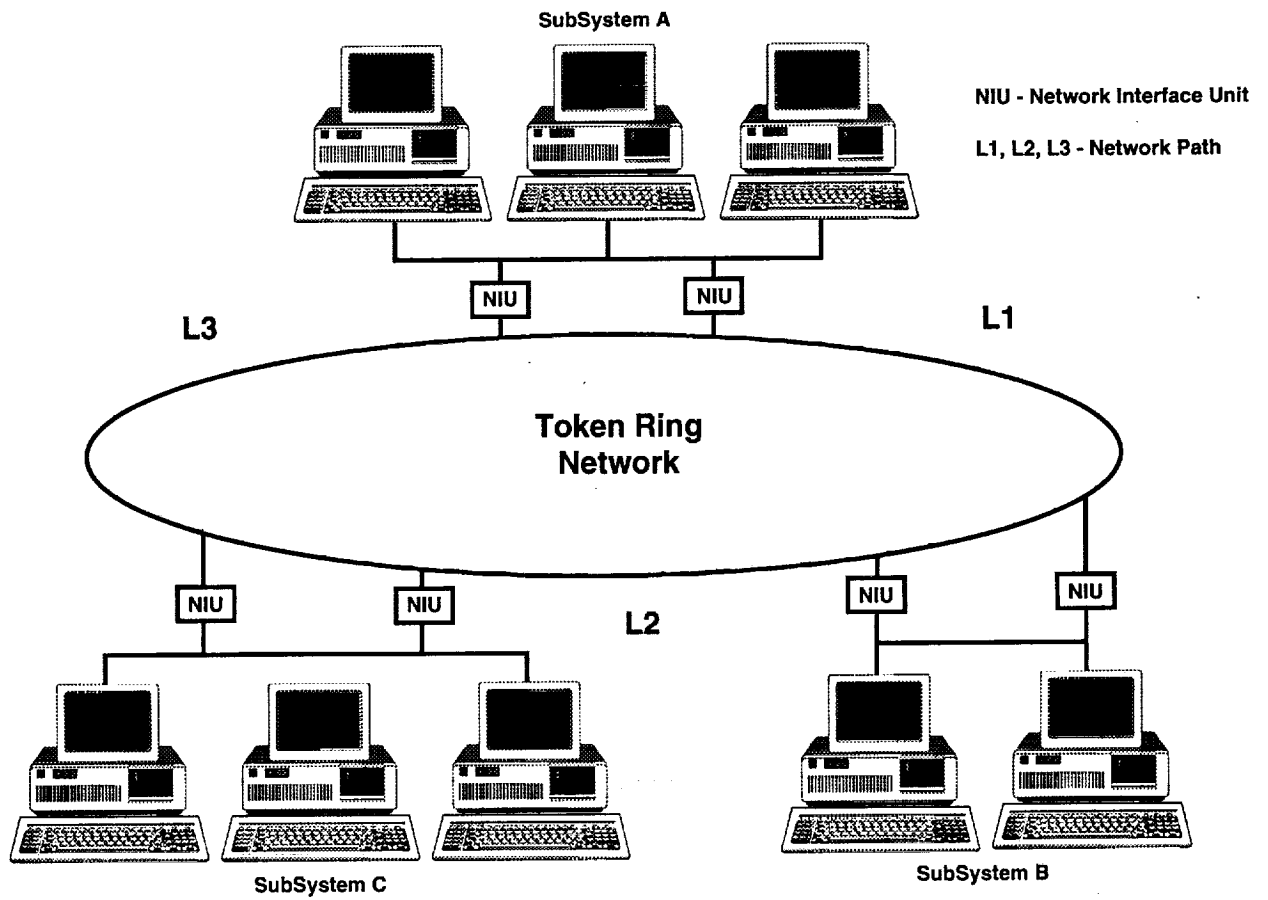 SubSystem A
NIU - Network Interface Unit
L1, L2, L3 - Network Path
NIU
NIU
L3
L1
Token Ring
Network
NIU
NIU
NIU
NIU
L2
SubSystem C
SubSystem B